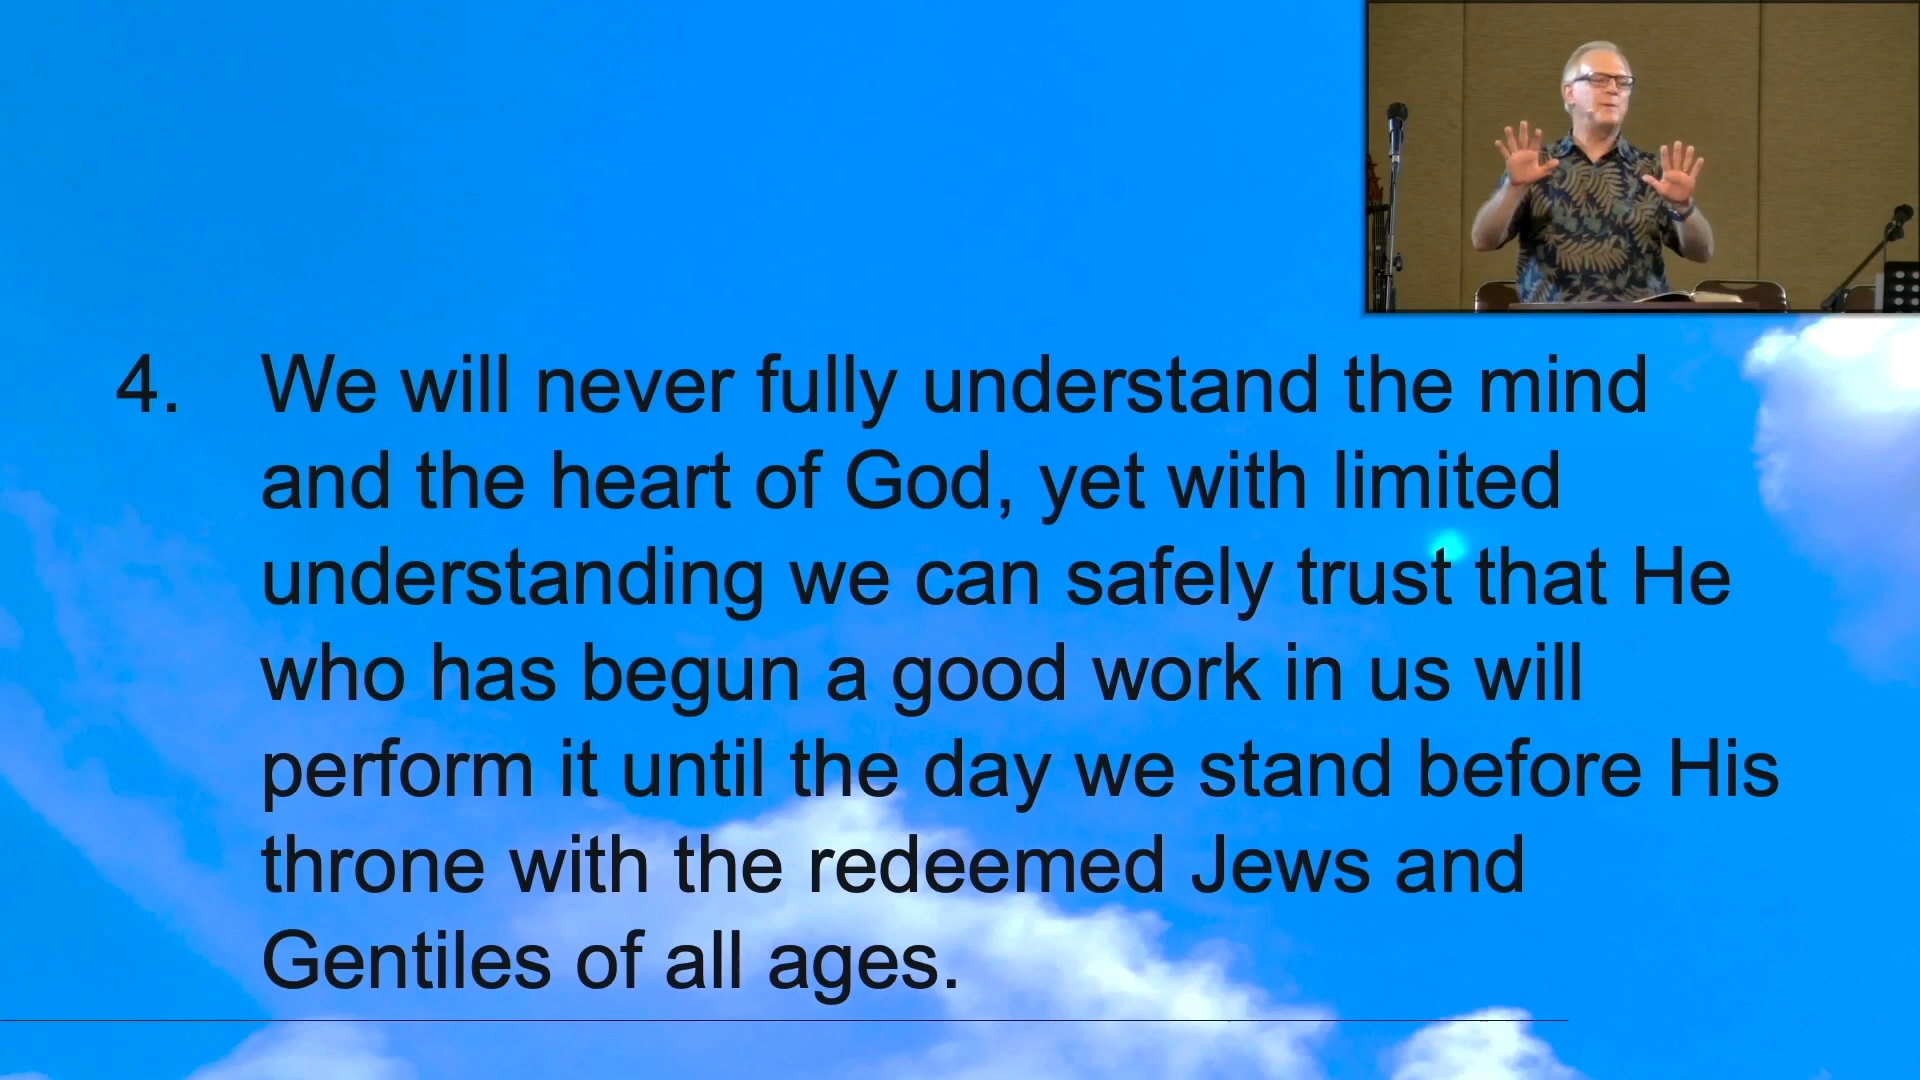 4. We will never fully understand the mind
and the heart of God, yet with limited
understanding we can safely trust that He
who has begun a good work in us will
perform it until the day we stand before His
throne with the redeemed Jews and
Gentiles of all ages.